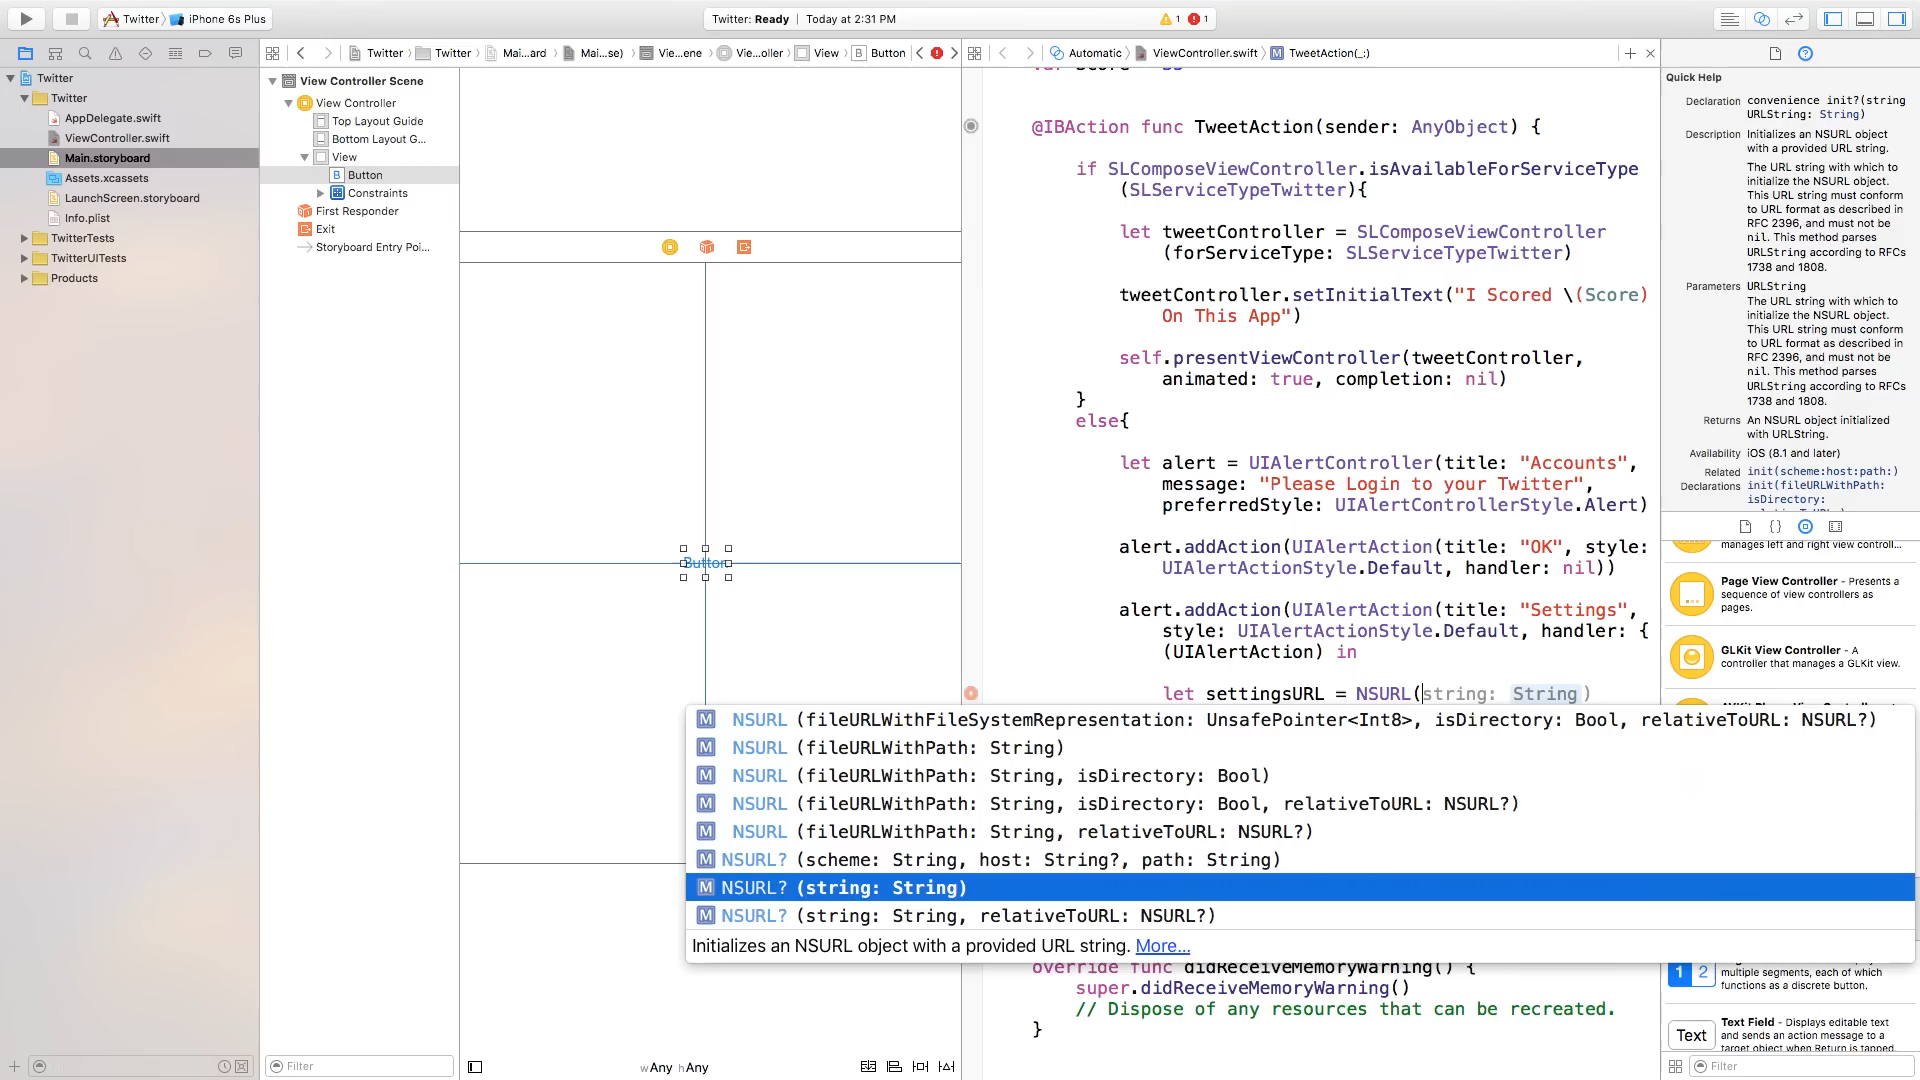 Twitter
iPhone 6s Plus
Twitter: Ready | Today at 2:31 PM
1
1
Twitter
Twitter
Mai...ard
Mai...se)
Vie...ene
Vie...oller
View
B Button
Automatic
ViewController.swift
M TweetAction(_:)
Twitter
Twitter
AppDelegate.swift
ViewController.swift
Main.storyboard
Assets.xcassets
LaunchScreen.storyboard
Info.plist
TwitterTests
TwitterUITests
Products
Filter
View Controller Scene
View Controller
Top Layout Guide
Bottom Layout G...
View
B Button
Constraints
First Responder
Exit
Storyboard Entry Poi...
Filter
Button
wAny hAny
@IBAction func TweetAction(sender: AnyObject) {
if SLComposeViewController.isAvailableForServiceType
(SLServiceTypeTwitter){
let tweetController = SLComposeViewController
(forServiceType: SLServiceTypeTwitter)
tweetController.setInitialText("I Scored \(Score)
On This App")
self.presentViewController(tweetController,
animated: true, completion: nil)
}
else{
let alert = UIAlertController(title: "Accounts",
message: "Please Login to your Twitter",
preferredStyle: UIAlertControllerStyle.Alert)
alert.addAction(UIAlertAction(title: "OK", style:
UIAlertActionStyle.Default, handler: nil))
alert.addAction(UIAlertAction(title: "Settings",
style: UIAlertActionStyle.Default, handler: {
(UIAlertAction) in
let settingsURL = NSURL(string: String)
M NSURL (fileURLWithFileSystemRepresentation: UnsafePointer<Int8>, isDirectory: Bool, relativeToURL: NSURL?)
M NSURL (fileURLWithPath: String)
M NSURL (fileURLWithPath: String, isDirectory: Bool)
M NSURL (fileURLWithPath: String, isDirectory: Bool, relativeToURL: NSURL?)
M NSURL (fileURLWithPath: String, relativeToURL: NSURL?)
M NSURL? (scheme: String, host: String?, path: String)
M NSURL? (string: String)
M NSURL? (string: String, relativeToURL: NSURL?)
Initializes an NSURL object with a provided URL string. More...
override func didReceiveMemoryWarning() {
super.didReceiveMemoryWarning()
// Dispose of any resources that can be recreated.
}
Quick Help
Declaration convenience init?(string
URLString: String)
Description Initializes an NSURL object
with a provided URL string.
The URL string with which to
initialize the NSURL object.
This URL string must conform
to URL format as described in
RFC 2396, and must not be
nil. This method parses
URLString according to RFCs
1738 and 1808.
Parameters URLString
The URL string with which to
initialize the NSURL object.
This URL string must conform
to URL format as described in
RFC 2396, and must not be
nil. This method parses
URLString according to RFCs
1738 and 1808.
Returns An NSURL object initialized
with URLString.
Availability iOS (8.1 and later)
Related init(scheme:host:path:)
Declarations init(fileURLWithPath:
isDirectory:
manages left and right view controll...
Page View Controller - Presents a
sequence of view controllers as
pages.
GLKit View Controller - A
controller that manages a GLKit view.
1 2
multiple segments, each of which
functions as a discrete button.
Text
Text Field - Displays editable text
and sends an action message to a
target object when Return is tapped.
Filter